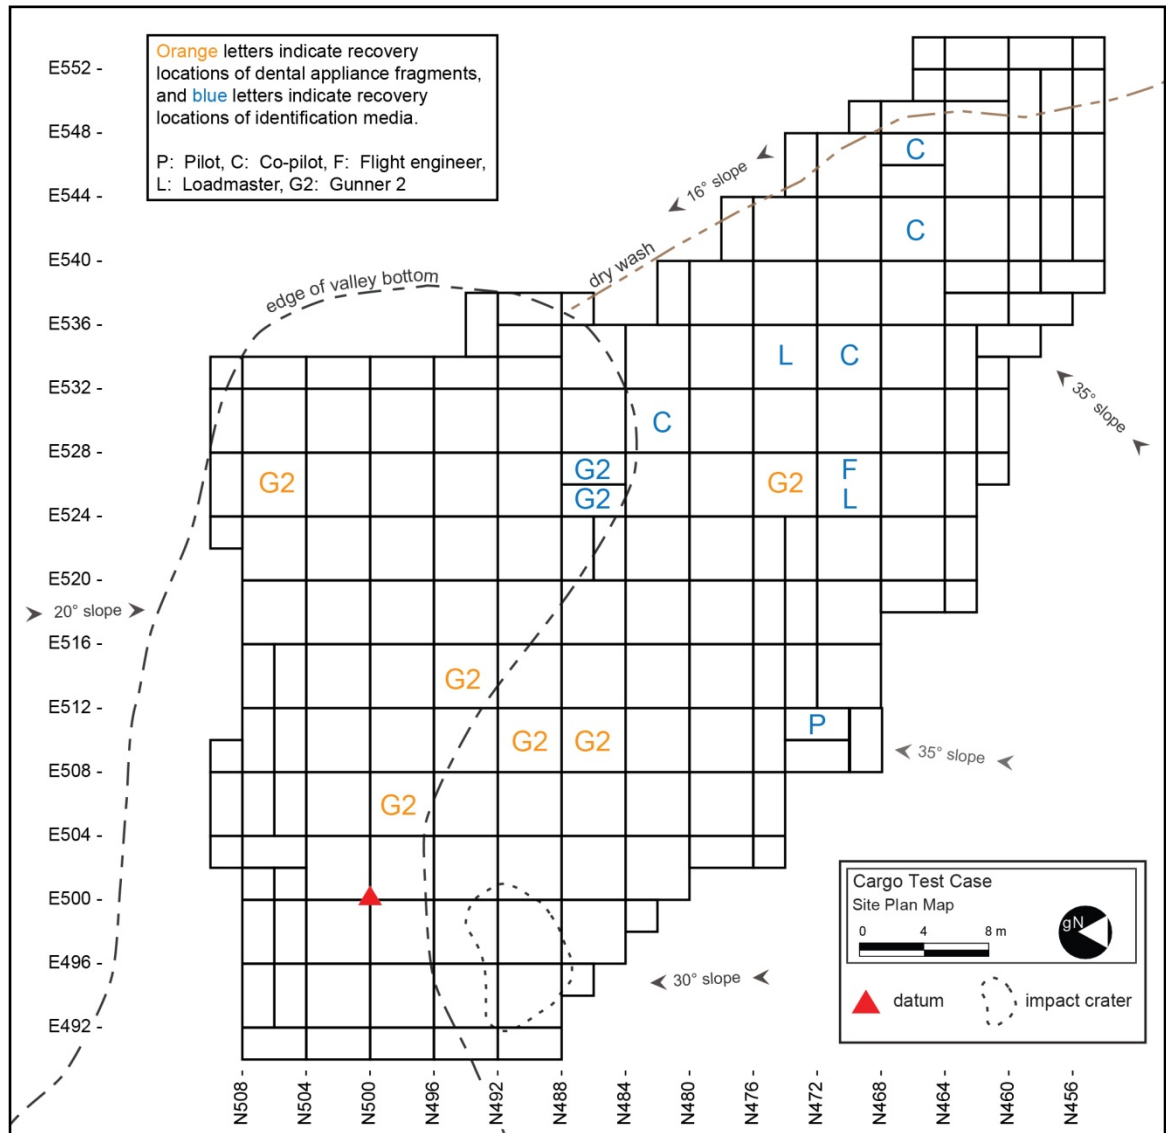 Orange letters indicate recovery
locations of dental appliance fragments,
and blue letters indicate recovery
locations of identification media.
P: Pilot, C: Co-pilot, F: Flight engineer,
L: Loadmaster, G2: Gunner 2
E552 -
E548 -
E544 -
E540 -
E536 -
E532 -
E528 -
E524 -
E520 -
E516 -
E512 -
E508 -
E504 -
E500 -
E496 -
E492 -
16° slope
dry wash
edge of valley bottom
C
C
L C
35° slope
C
G2
G2
G2
G2
F
L
20° slope
G2
P
G2 G2
35° slope
G2
30° slope
Cargo Test Case
Site Plan Map
0 4 8 m
gN
datum
impact crater
N508
N504
N500
N496
N492
N488
N484
N480
N476
N472
N468
N464
N460
N456